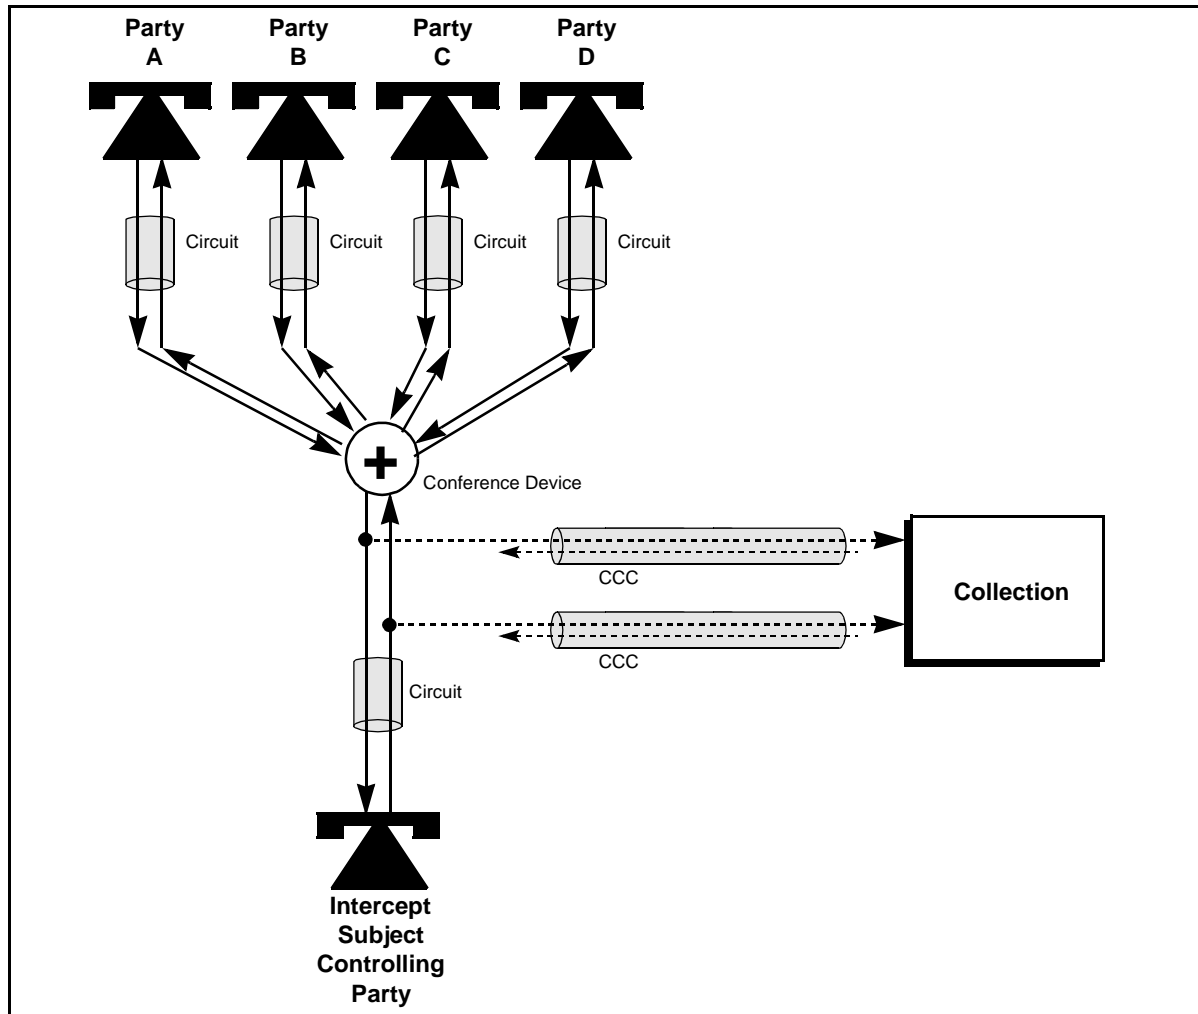 Party
A
Party
B
Party
C
Party
D
Circuit
Circuit
Circuit
Circuit
+
Conference Device
CCC
Collection
CCC
Circuit
Intercept
Subject
Controlling
Party